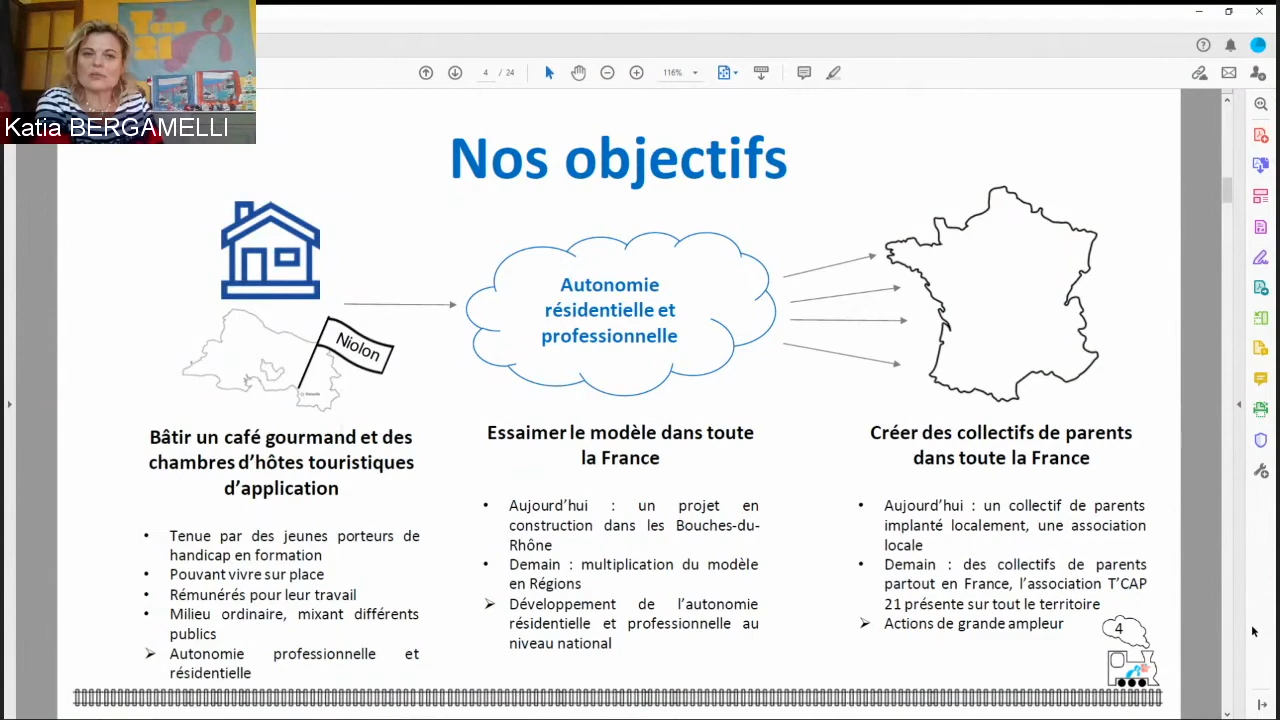 T'cap
21
Katia BERGAMELLI
4 / 24
116%
Nos objectifs
Niolon
Autonomie
résidentielle et
professionnelle
Bâtir un café gourmand et des
chambres d'hôtes touristiques
d'application
• Tenue par des jeunes porteurs de
handicap en formation
• Pouvant vivre sur place
• Rémunérés pour leur travail
• Milieu ordinaire, mixant différents
publics
➢ Autonomie professionnelle et
résidentielle
Essaimer le modèle dans toute
la France
• Aujourd'hui : un projet en
construction dans les Bouches-du-
Rhône
• Demain : multiplication du modèle
en Régions
➢ Développement de l'autonomie
résidentielle et professionnelle au
niveau national
Créer des collectifs de parents
dans toute la France
• Aujourd'hui : un collectif de parents
implanté localement, une association
locale
• Demain : des collectifs de parents
partout en France, l'association T'CAP
21 présente sur tout le territoire
➢ Actions de grande ampleur
4